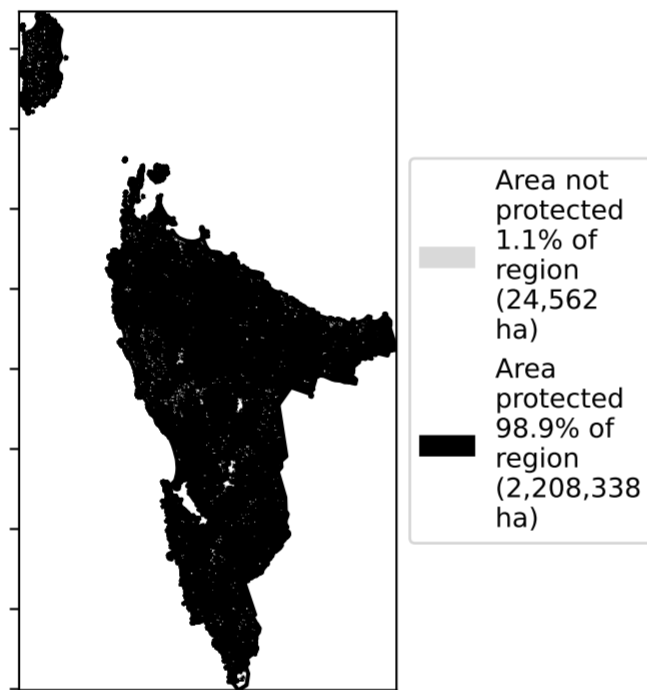 Area not
protected
1.1% of
region
(24,562
ha)
Area
protected
98.9% of
region
(2,208,338
ha)